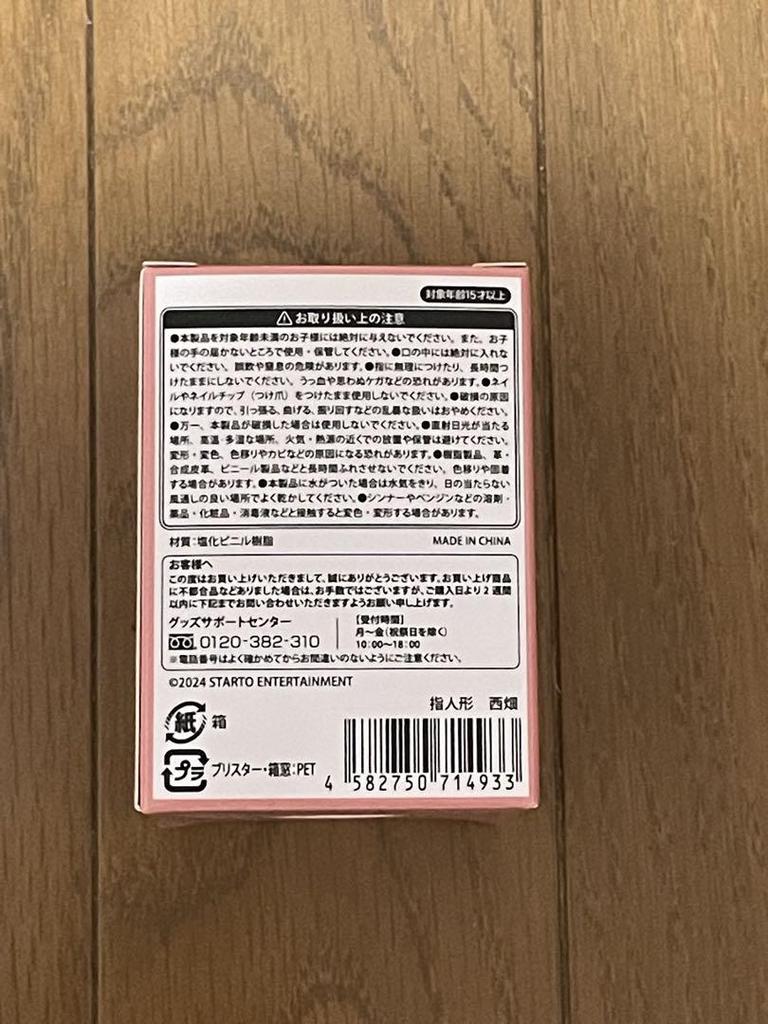 対象年齢15才以上
⚠お取り扱い上の注意
●本製品を対象年齢未満のお子様には絶対に与えないでください。また、お子
様の手の届かないところで使用・保管してください。●口の中には絶対に入れな
いでください。誤飲や窒息の危険があります。●指に無理につけたり、長時間つ
けたままにしないでください。うっ血や思わぬケガなどの恐れがあります。●ネイ
ルやネイルチップ（つけ爪）をつけたまま使用しないでください。●破損の原因
になりますので、引っ張る、曲げる、振り回すなどの乱暴な扱いはおやめください。
●万一、本製品が破損した場合は使用しないでください。●直射日光が当たる
場所、高温・多湿な場所、火気・熱源の近くでの放置や保管は避けてください。
変形・変色、色移りやカビなどの原因になる恐れがあります。●樹脂製品、革・
合成皮革、ビニール製品などと長時間ふれさせないでください。色移りや固着
する場合があります。●本製品に水がついた場合は水気をきり、日の当たらない
風通しの良い場所でよく乾かしてください。●シンナーやベンジンなどの溶剤・
薬品・化粧品・消毒液などと接触すると変色・変形する場合があります。
材質：塩化ビニル樹脂 MADE IN CHINA
お客様へ
この度はお買い上げいただきまして、誠にありがとうございます。お買い上げ商品
に不都合品などありました場合は、お手数ではございますが、ご購入日より2週間
以内に下記までお問い合わせいただきますようお願い申し上げます。
グッズサポートセンター
0120-382-310
【受付時間】
月〜金（祝祭日を除く）
10：00〜18：00
※電話番号はよく確かめてからお間違いのないようにご注意ください。
©2024 STARTO ENTERTAINMENT
指人形 西畑
紙 箱
プラ ブリスター・箱窓：PET
4 582750 714933